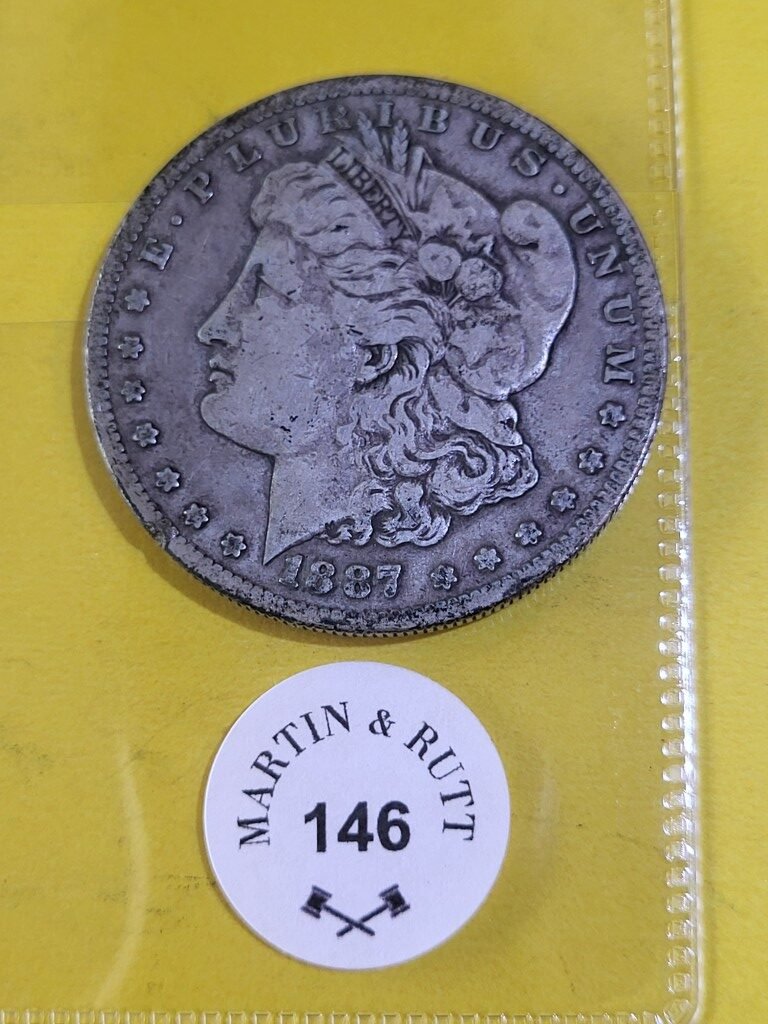 E · PLURIBUS · UNUM
LIBERTY
1887
MARTIN & RUTT
146